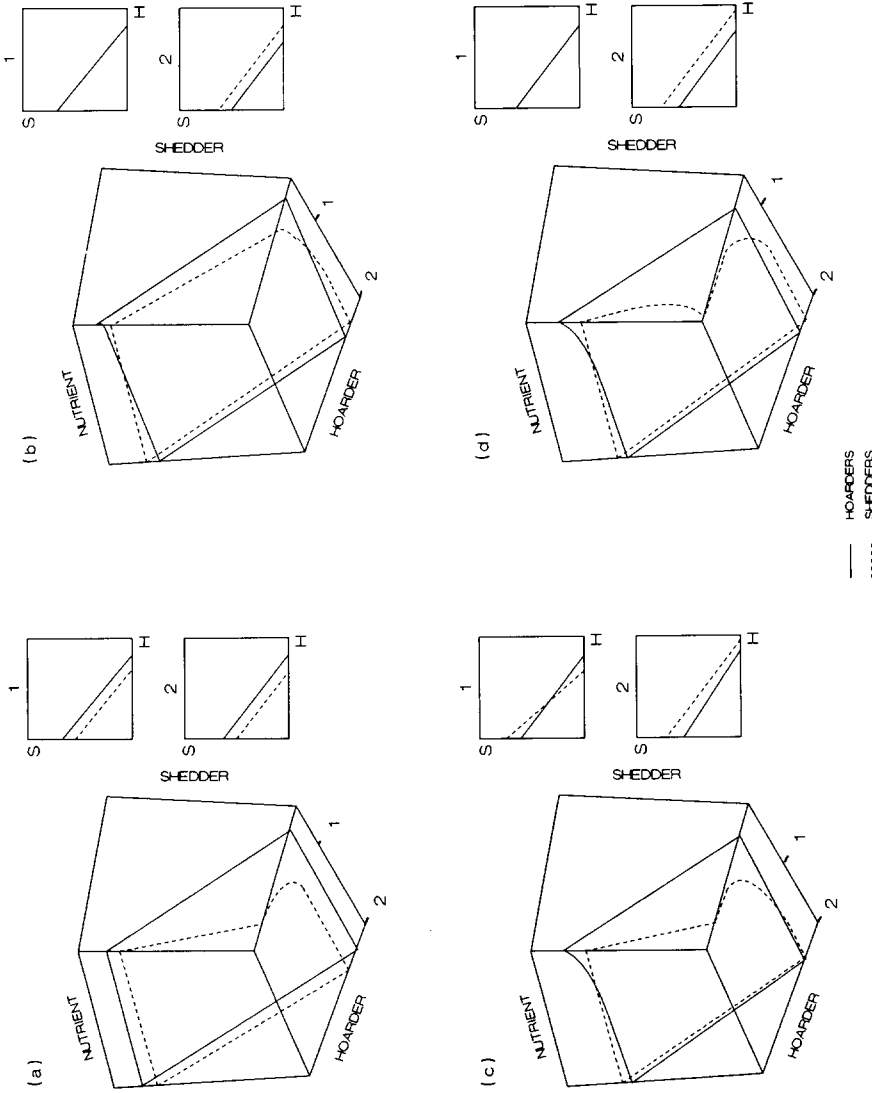 (a)
NUTRIENT
SHEDDER
HOARDER
1
2
1
S
H
2
S
H
(b)
NUTRIENT
SHEDDER
HOARDER
1
2
1
S
H
2
S
H
(c)
NUTRIENT
SHEDDER
HOARDER
1
2
1
S
H
2
S
H
(d)
NUTRIENT
SHEDDER
HOARDER
1
2
1
S
H
2
S
H
HOARDERS
SHEDDERS